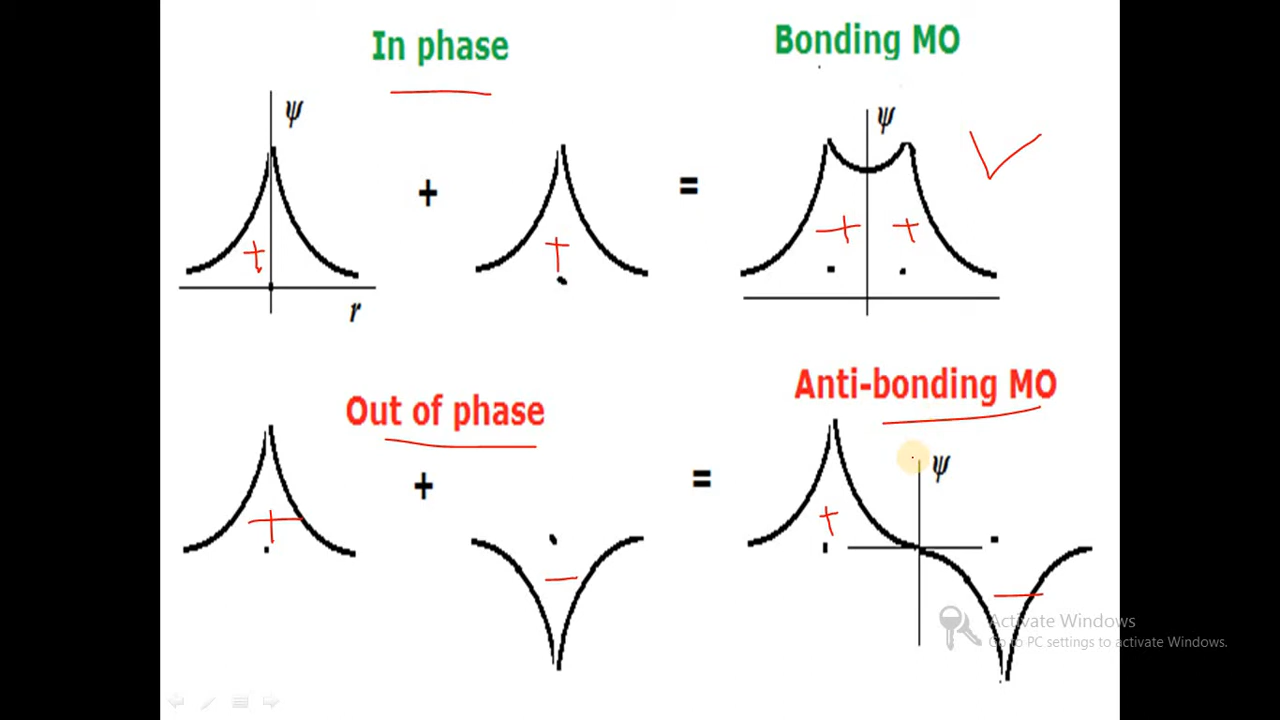 In phase
Bonding MO
ψ
ψ
+
=
+
+
+
+
r
Out of phase
Anti-bonding MO
ψ
+
=
+
+
−
−
Activate Windows
Go to PC settings to activate Windows.